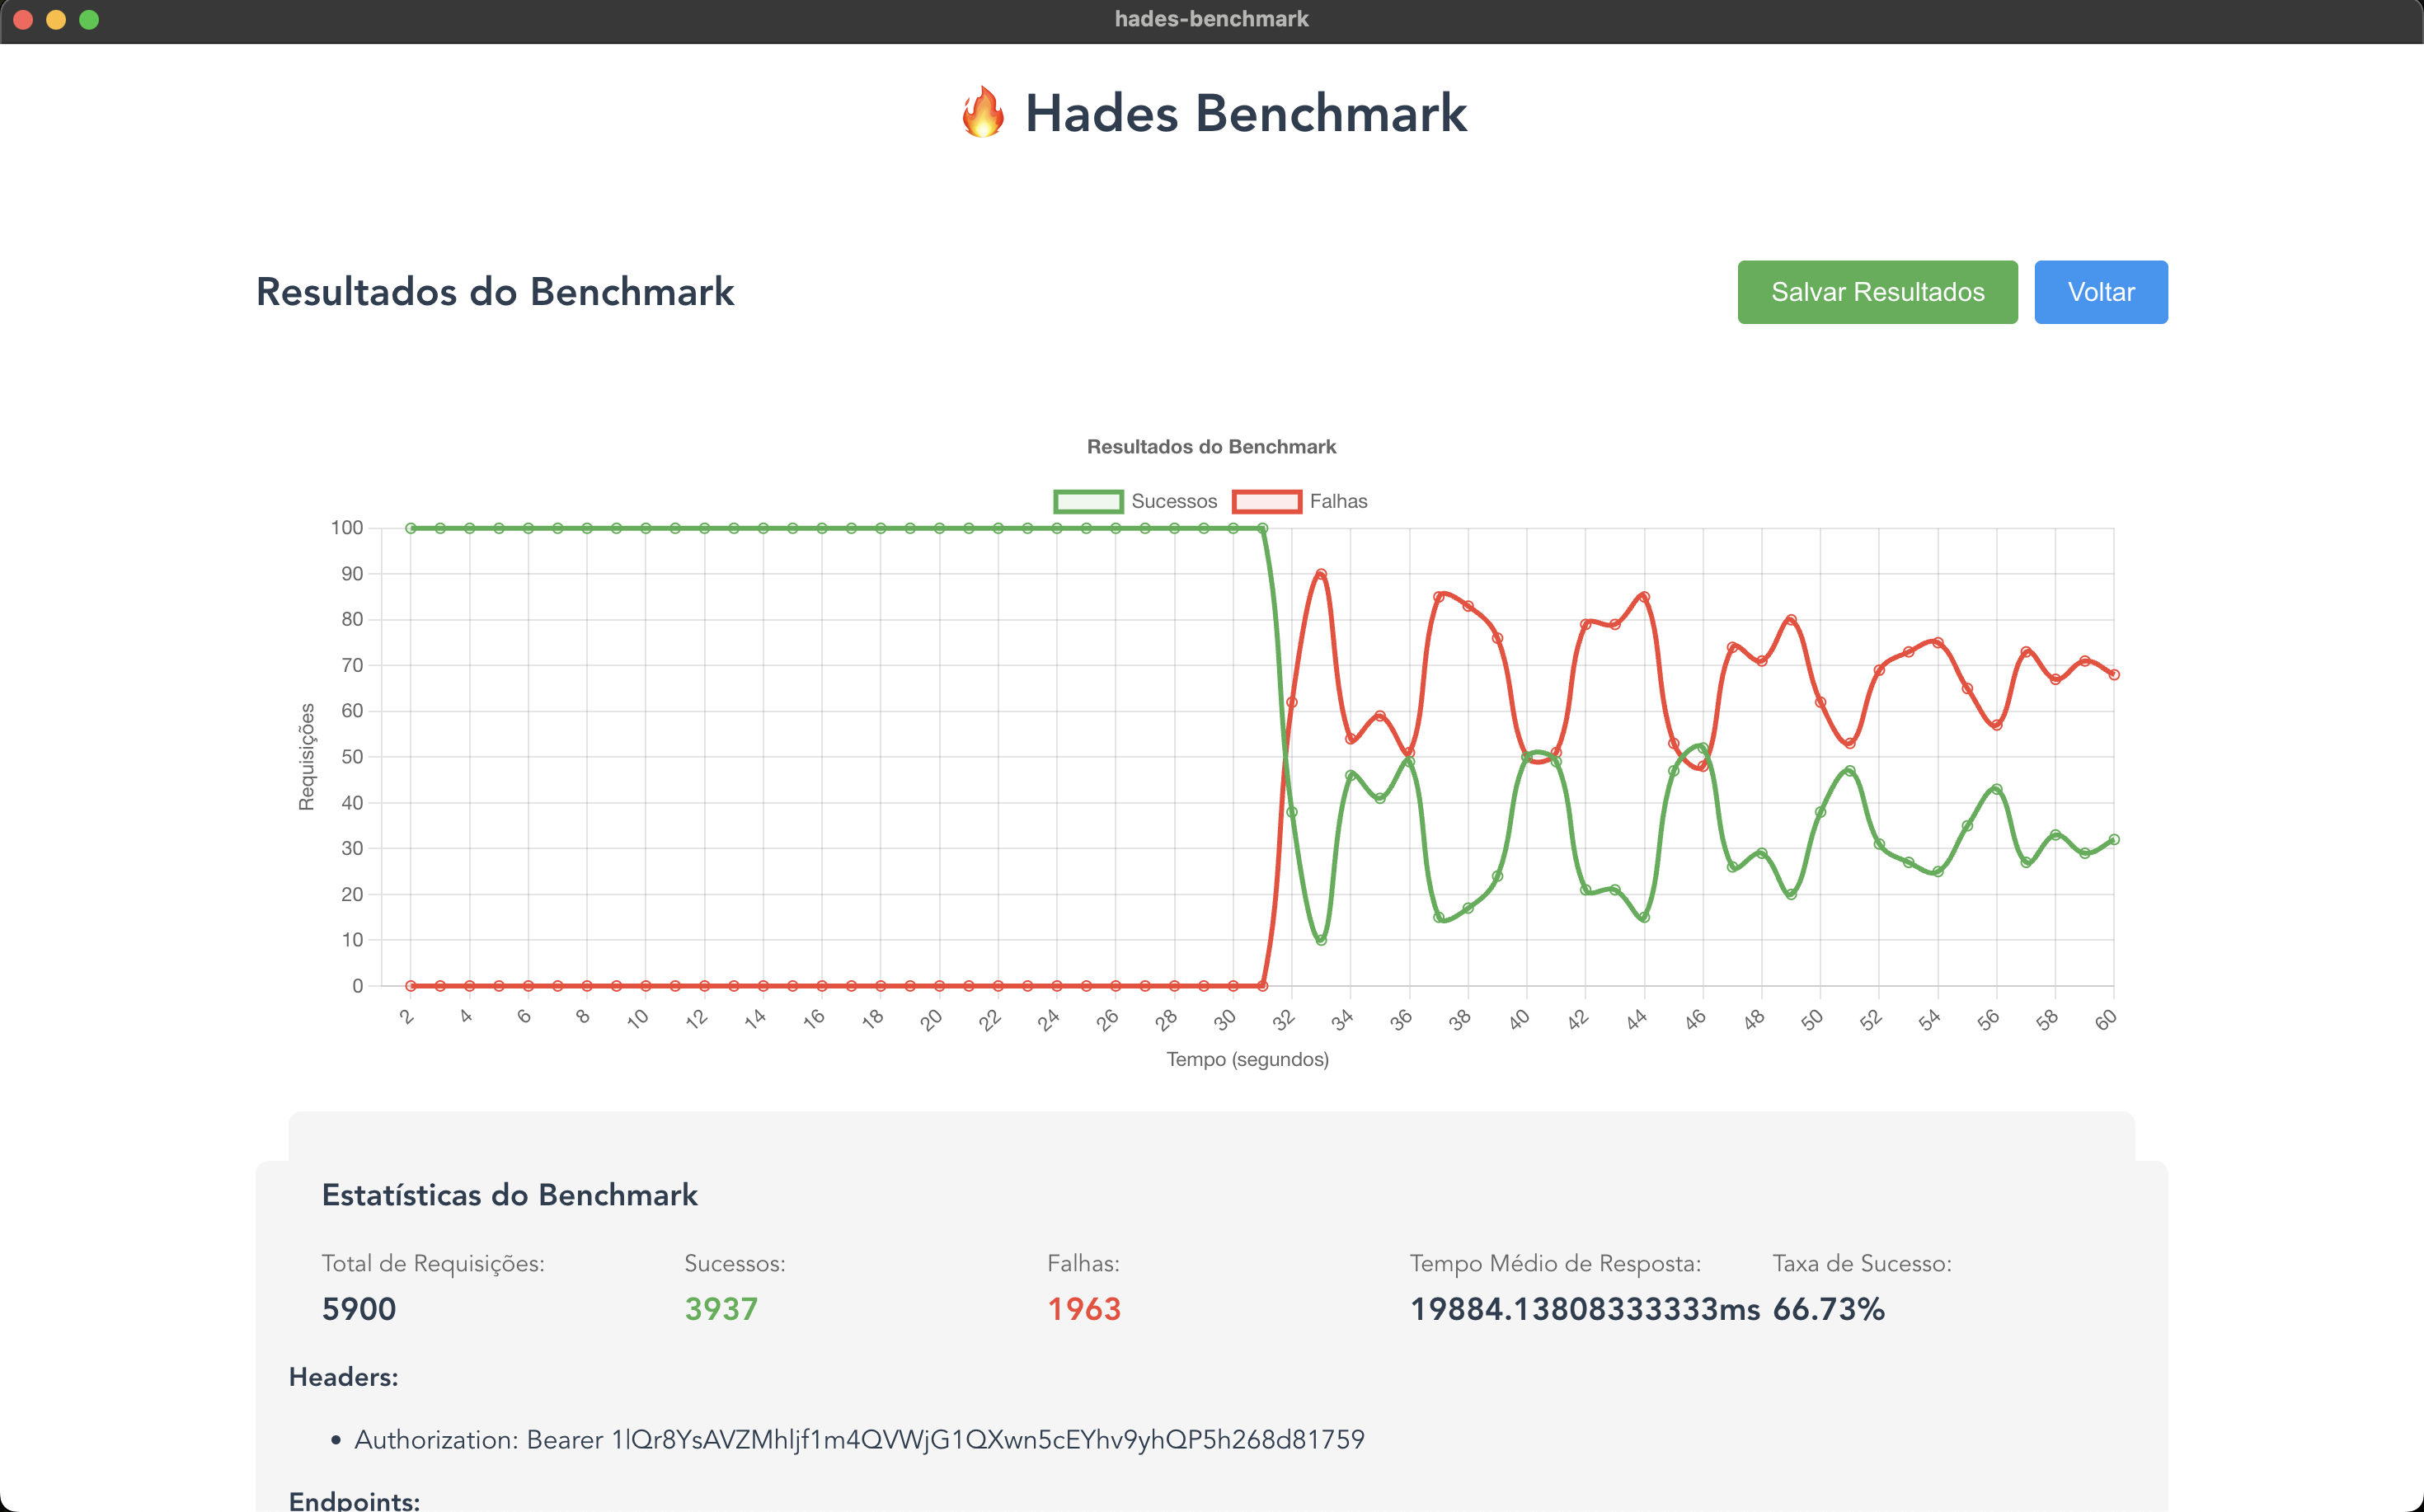 hades-benchmark
🔥 Hades Benchmark
Resultados do Benchmark
Salvar Resultados
Voltar
Resultados do Benchmark
Sucessos Falhas
100
90
80
70
60
50
40
30
20
10
0
Requisições
2 4 6 8 10 12 14 16 18 20 22 24 26 28 30 32 34 36 38 40 42 44 46 48 50 52 54 56 58 60
Tempo (segundos)
Estatísticas do Benchmark
Total de Requisições: Sucessos: Falhas: Tempo Médio de Resposta: Taxa de Sucesso:
5900 3937 1963 19884.13808333333ms 66.73%
Headers:
• Authorization: Bearer 1|Qr8YsAVZMhljf1m4QVWjG1QXwn5cEYhv9yhQP5h268d81759
Endpoints: